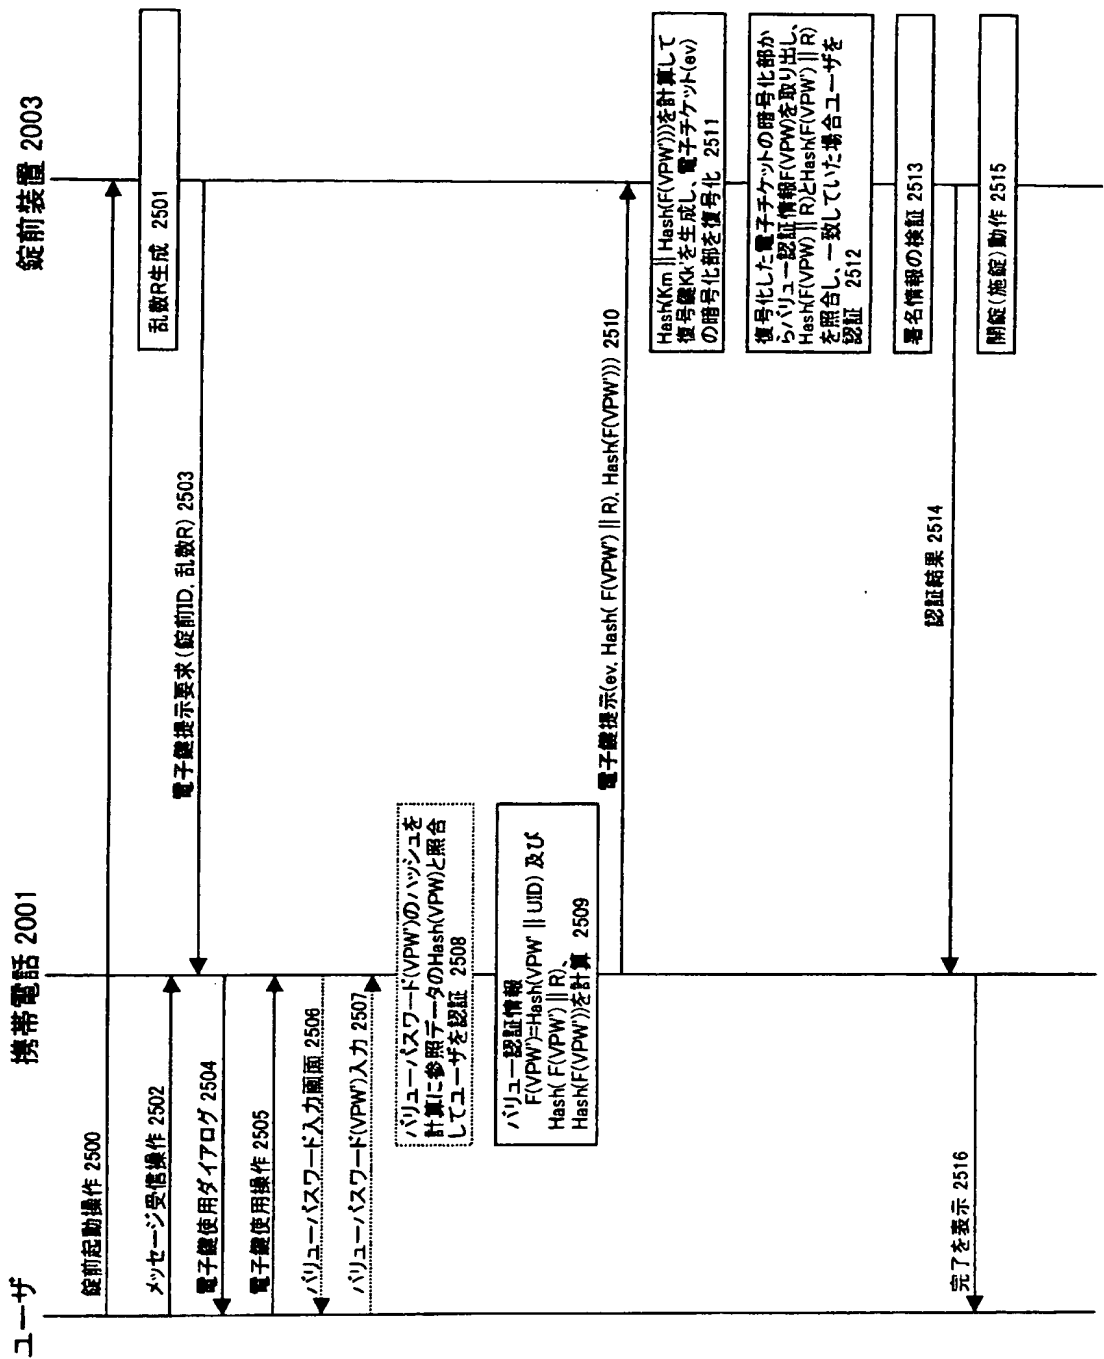 ユーザ
携帯電話 2001
錠前装置 2003
錠前起動操作 2500
乱数R生成 2501
メッセージ受信操作 2502
電子鍵提示要求(錠前ID, 乱数R) 2503
電子鍵使用ダイアログ 2504
電子鍵使用操作 2505
バリューパスワード入力画面 2506
バリューパスワード(VPW')入力 2507
バリューパスワード(VPW')のハッシュを
計算に参照データのHash(VPW)と照合
してユーザを認証 2508
バリュー認証情報
F(VPW')=Hash(VPW' || UID) 及び
Hash( F(VPW') || R),
Hash(F(VPW'))を計算 2509
電子鍵提示(ev, Hash( F(VPW') || R), Hash(F(VPW'))) 2510
Hash(Km || Hash(F(VPW')))を計算して
復号鍵Kk'を生成し、電子チケット(ev)
の暗号化部を復号化 2511
復号化した電子チケットの暗号化部か
らバリュー認証情報F(VPW)を取り出し、
Hash(F(VPW) || R)とHash(F(VPW') || R)
を照合し、一致していた場合ユーザを
認証 2512
署名情報の検証 2513
認証結果 2514
開錠(施錠)動作 2515
完了を表示 2516